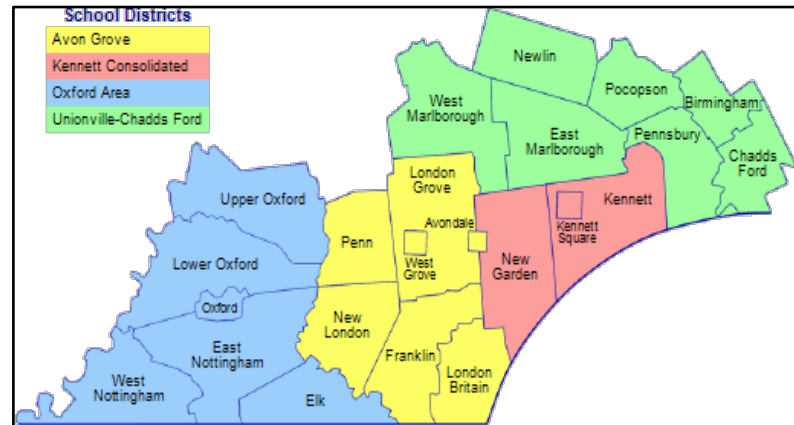 School Districts
Avon Grove
Kennett Consolidated
Oxford Area
Unionville-Chadds Ford
Newlin
West
Marlborough
Pocopson
Birmingham
East
Marlborough
Pennsbury
Chadds
Ford
London
Grove
Upper Oxford
Kennett
Avondale
Penn
Kennett
Square
West
Grove
New
Garden
Lower Oxford
Oxford
New
London
East
Nottingham
Franklin
London
Britain
West
Nottingham
Elk